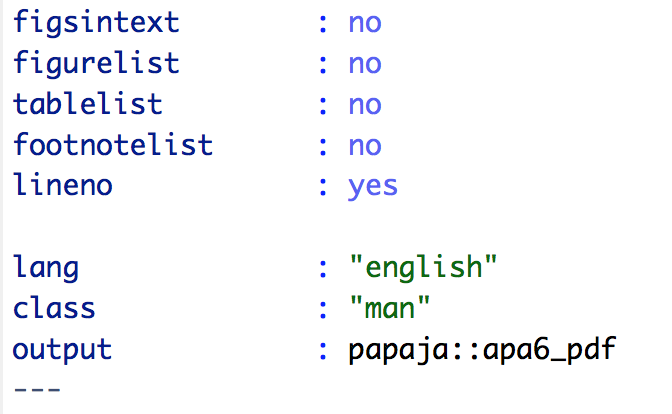 figsintext : no
figurelist : no
tablelist : no
footnotelist : no
lineno : yes
lang : "english"
class : "man"
output : papaja::apa6_pdf
---